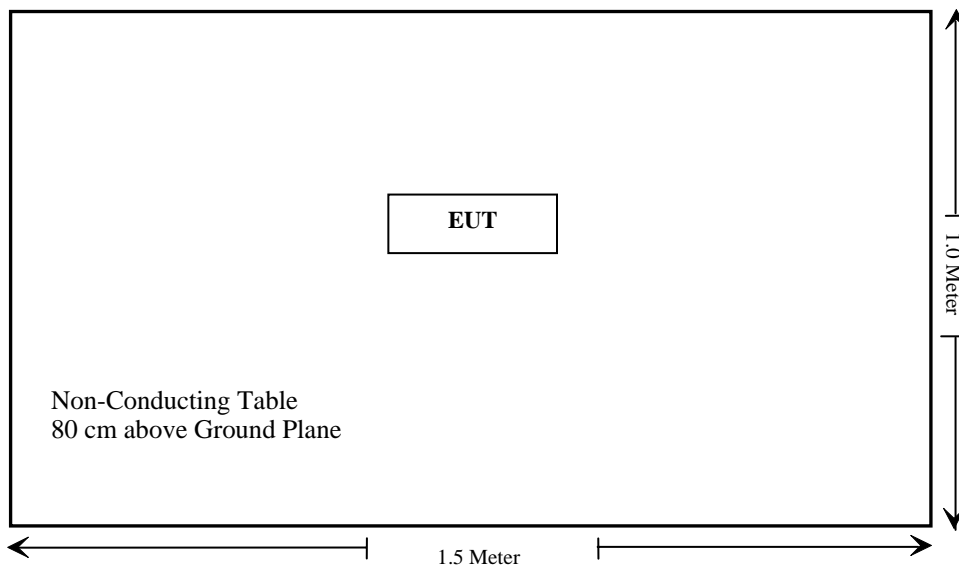 EUT
1.0 Meter
Non-Conducting Table
80 cm above Ground Plane
1.5 Meter